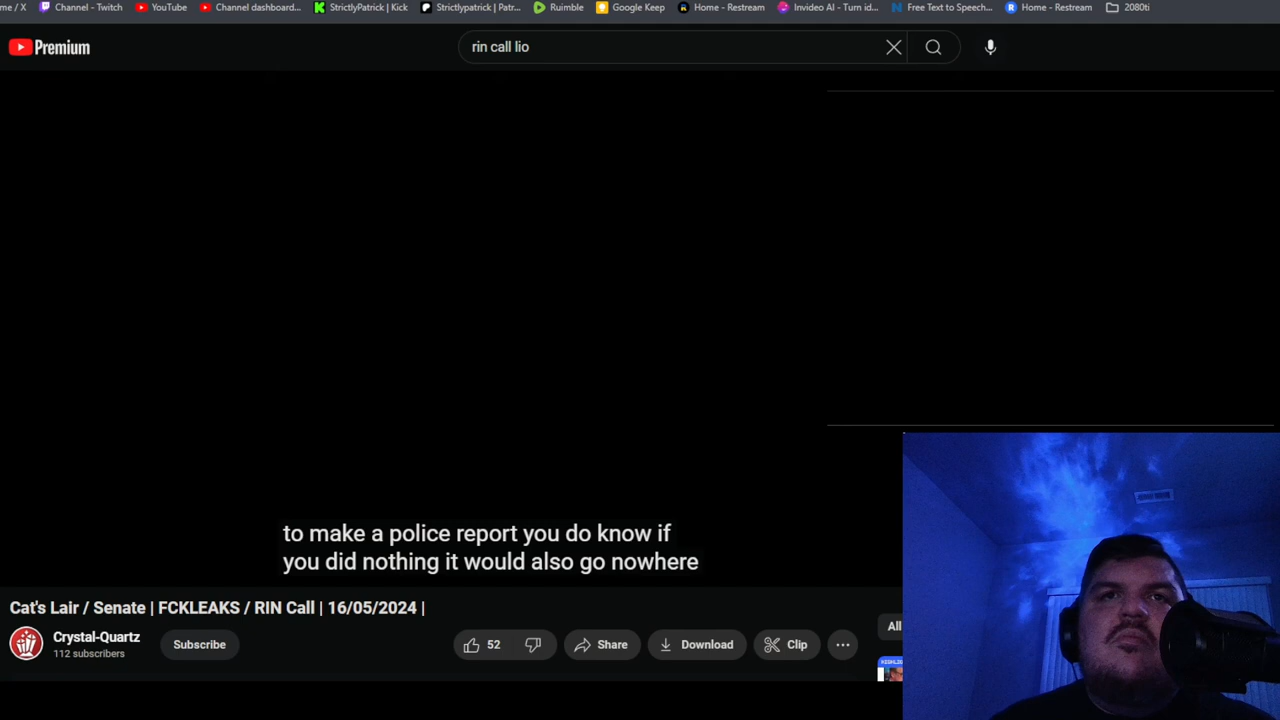 me / X Channel - Twitch YouTube Channel dashboard... StrictlyPatrick | Kick Strictlypatrick | Patr... Rumble Google Keep Home - Restream Invideo AI - Turn id... Free Text to Speech... Home - Restream 2080ti
Premium
rin call lio
to make a police report you do know if
you did nothing it would also go nowhere
Cat's Lair / Senate | FCKLEAKS / RIN Call | 16/05/2024 |
Crystal-Quartz
112 subscribers
Subscribe
52
Share
Download
Clip
All